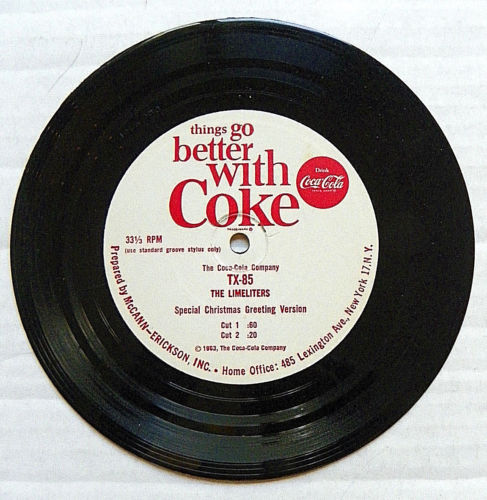 things go
better
with
Coke
TRADE-MARK ®
Drink
Coca-Cola
33⅓ RPM
(use standard groove stylus only)
The Coca-Cola Company
TX-85
THE LIMELITERS
Special Christmas Greeting Version
Cut 1 :60
Cut 2 :20
© 1963, The Coca-Cola Company
Prepared by McCANN-ERICKSON, INC. • Home Office: 485 Lexington Ave., New York 17, N.Y.